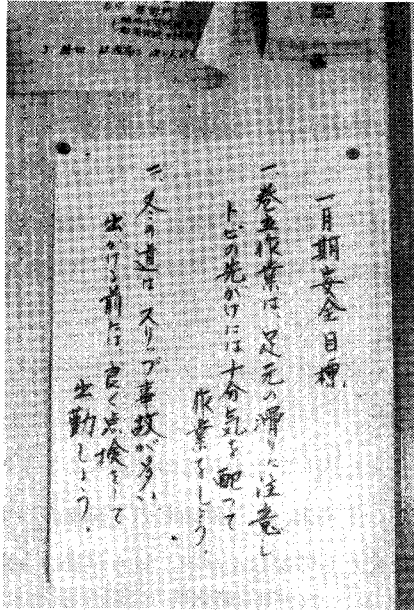 一月期安全目標
一 巻立作業は、足元の滑りに注意し
トビの先がけには十分気を配って
作業をしよう。
二、冬の道は スリップ事故が多い
出かける前には 良く点検をして
出勤しよう。